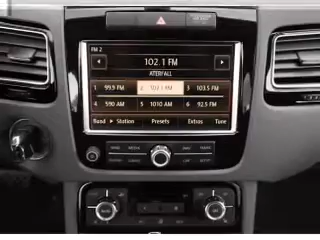 FM 2
102.1 FM
ATERFALL
1 99.9 FM 2 102.1 FM 3 103.5 FM
4 590 AM 5 1010 AM 6 92.5 FM
Band Station Presets Extras Tune